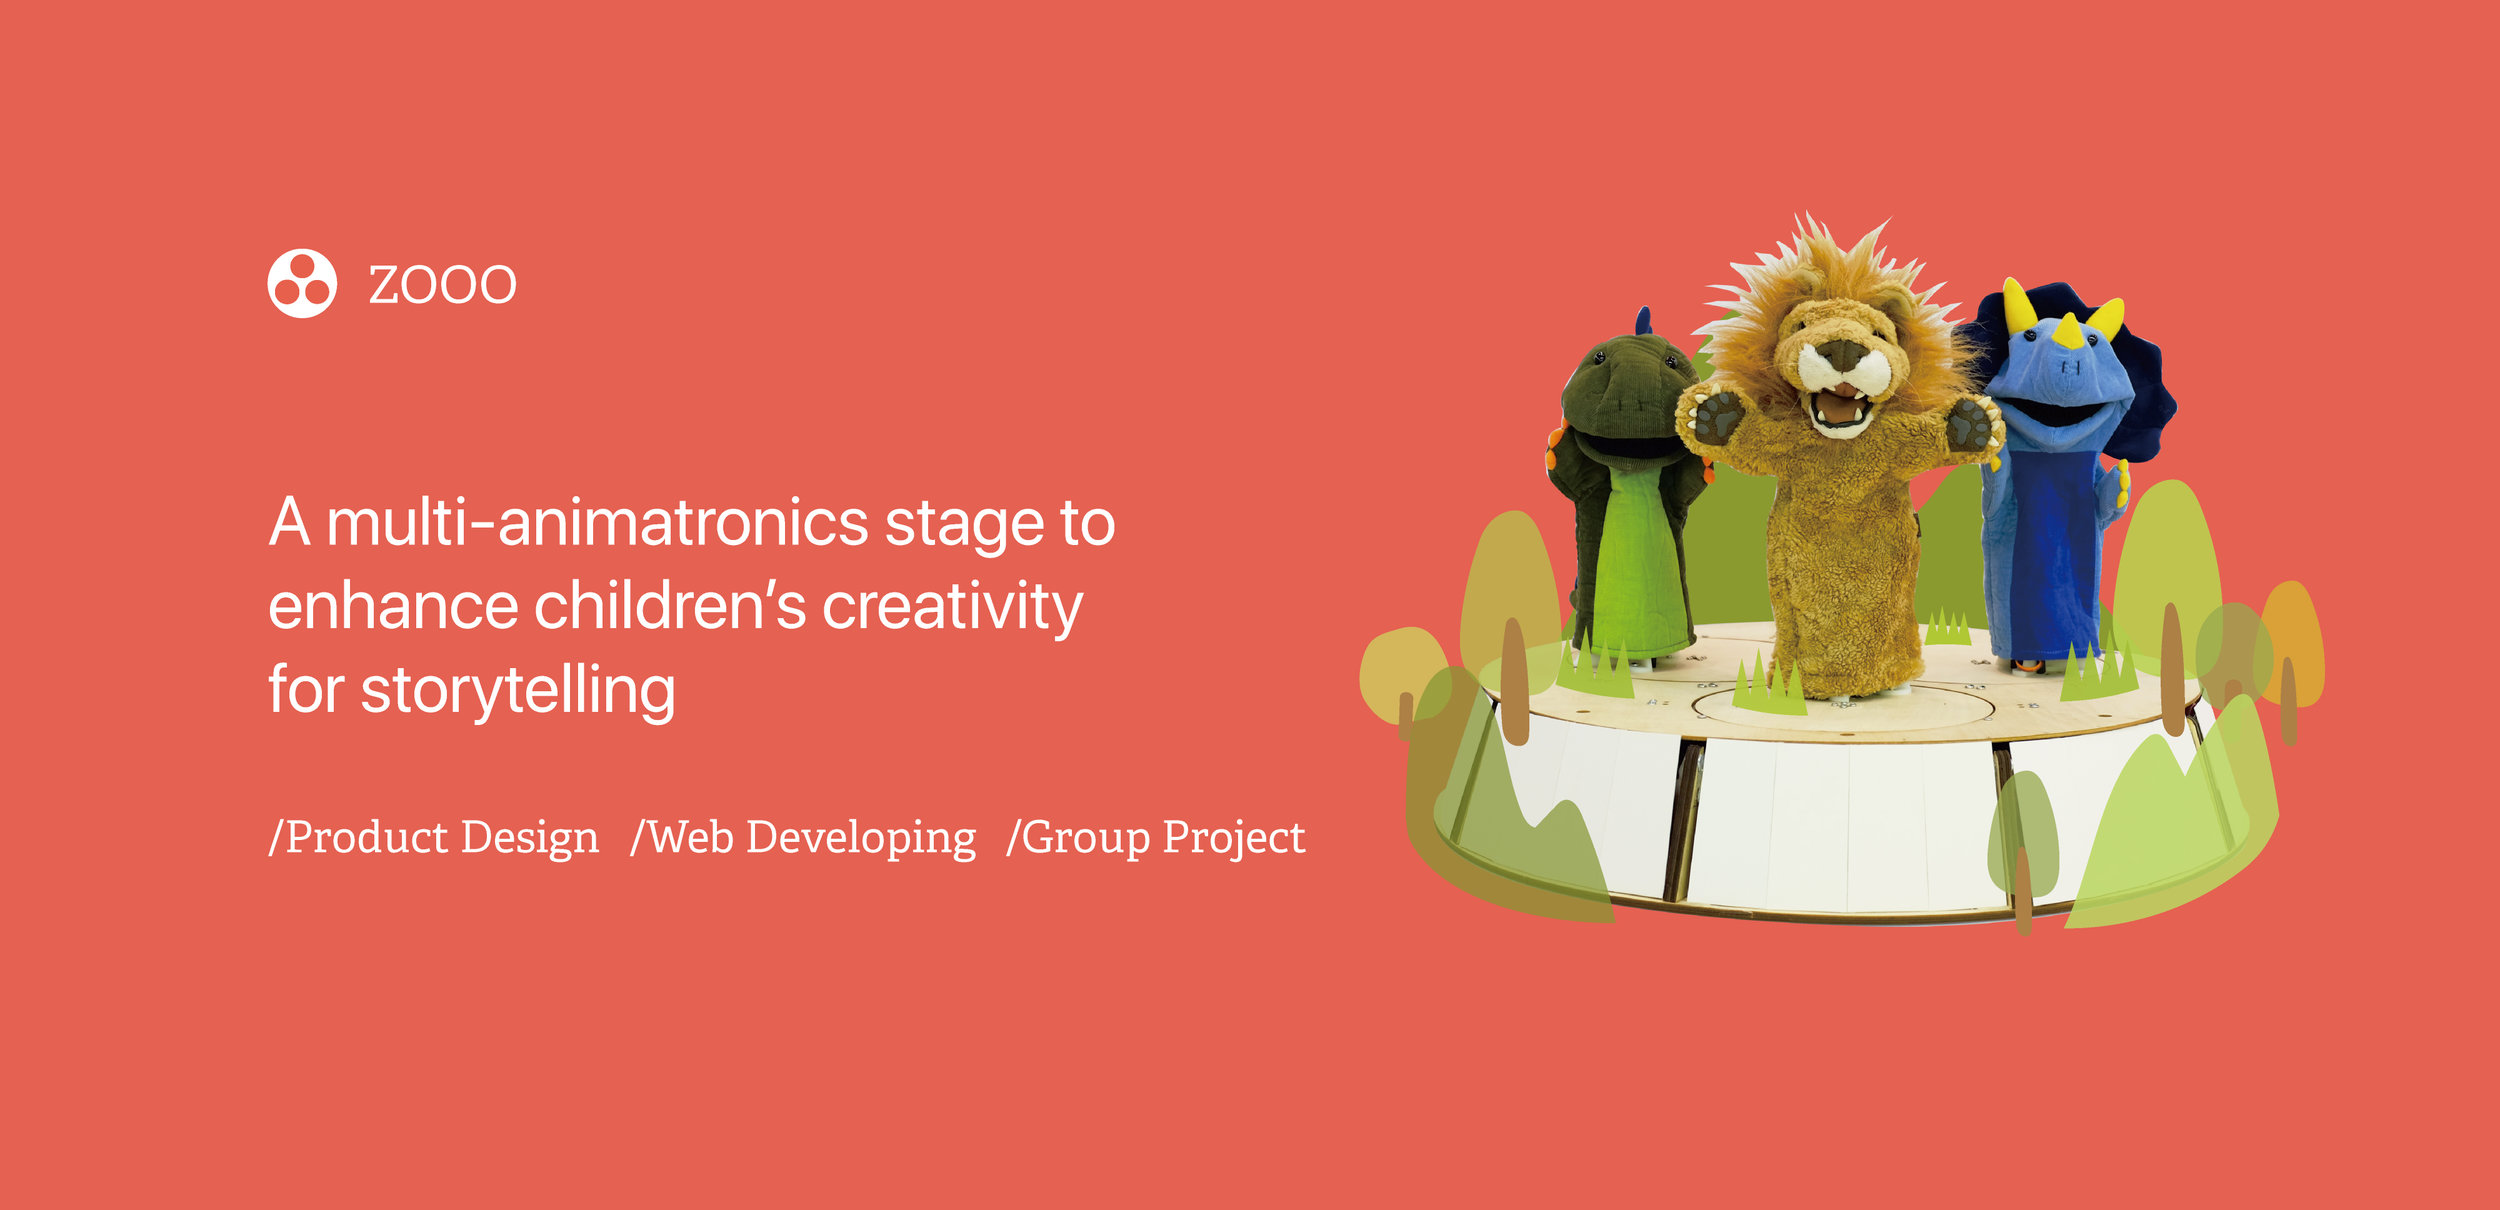 ZOOO
A multi-animatronics stage to
enhance children's creativity
for storytelling
/Product Design /Web Developing /Group Project